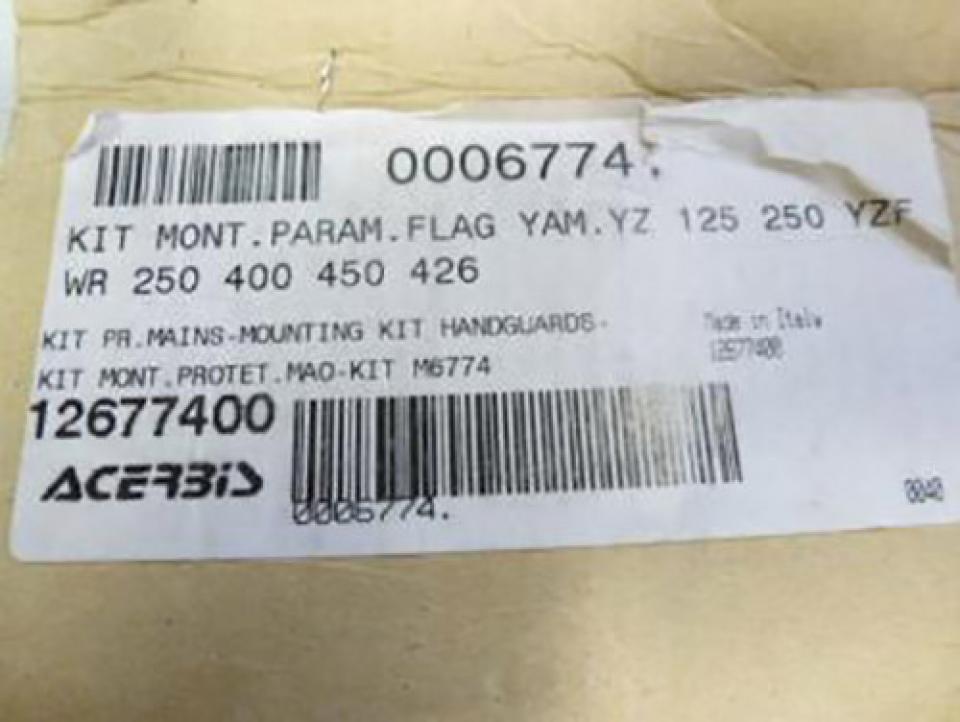 0006774.
KIT MONT.PARAM.FLAG YAM.YZ 125 250 YZF
WR 250 400 450 426
KIT PR.MAINS-MOUNTING KIT HANDGUARDS-
KIT MONT.PROTET.MAO-KIT M6774
Made in Italy
12677400
12677400
ACERBIS
0006774.
0040